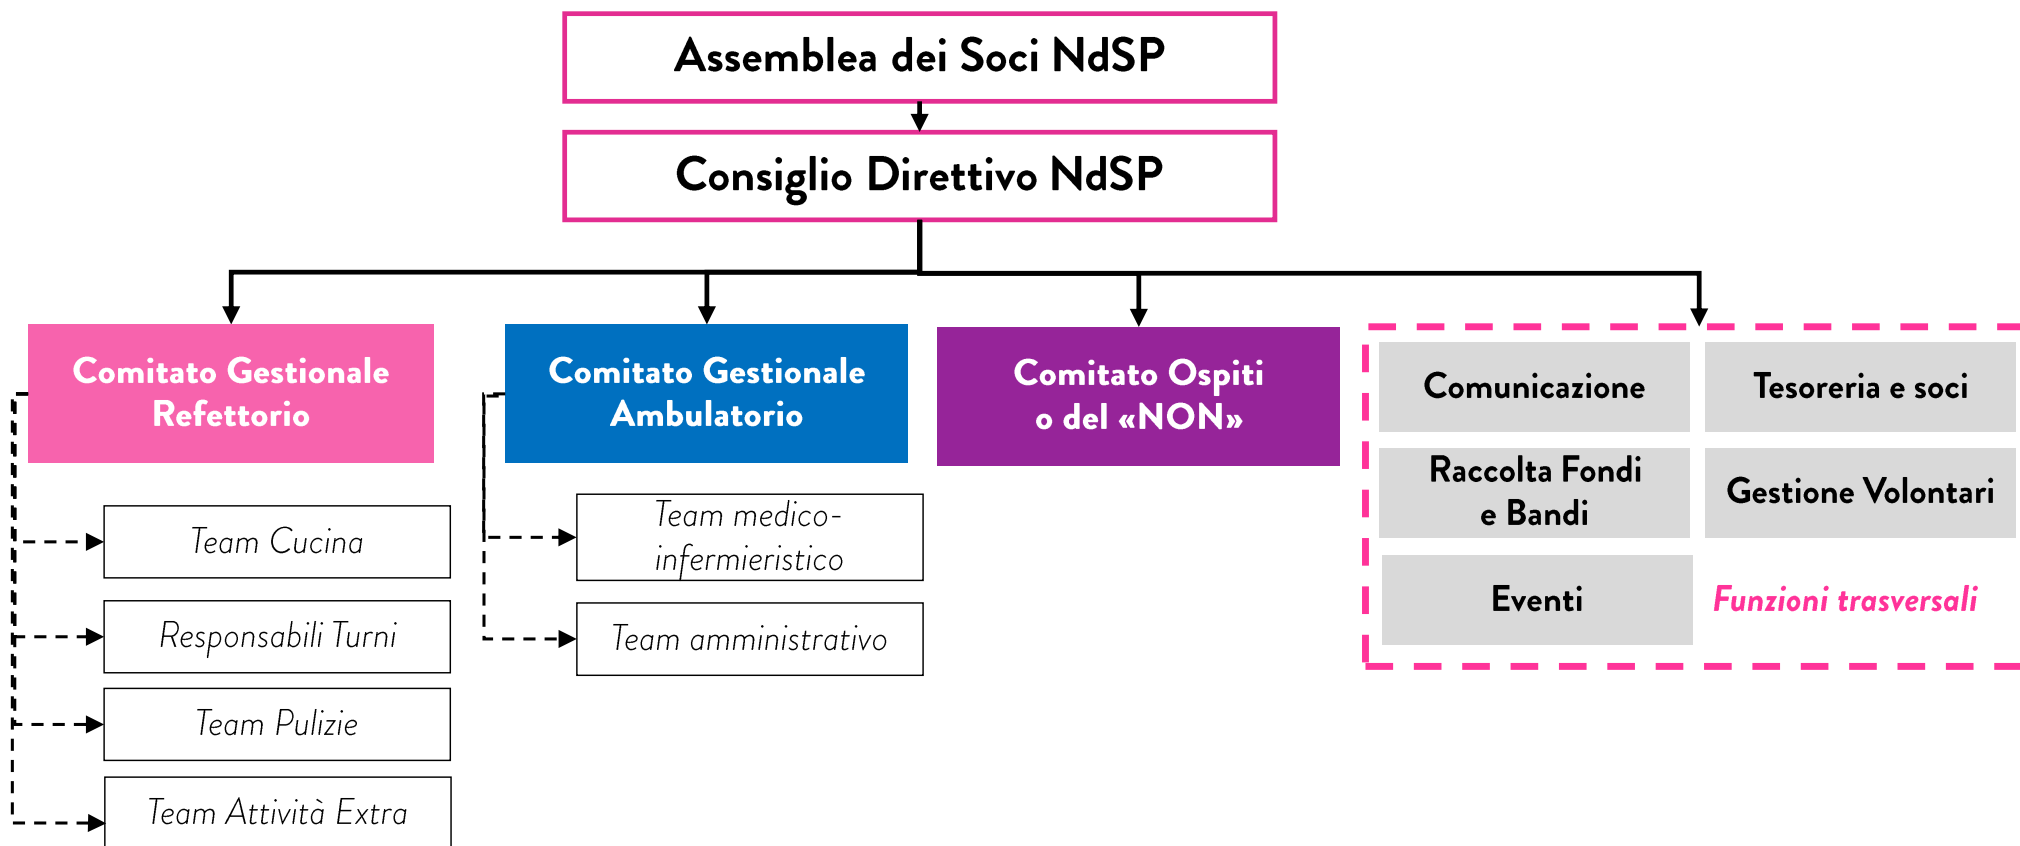 Assemblea dei Soci NdSP
Consiglio Direttivo NdSP
Comitato Gestionale
Refettorio
Comitato Gestionale
Ambulatorio
Comitato Ospiti
o del «NON»
Comunicazione
Tesoreria e soci
Raccolta Fondi
e Bandi
Gestione Volontari
Eventi
Funzioni trasversali
Team Cucina
Responsabili Turni
Team Pulizie
Team Attività Extra
Team medico-
infermieristico
Team amministrativo